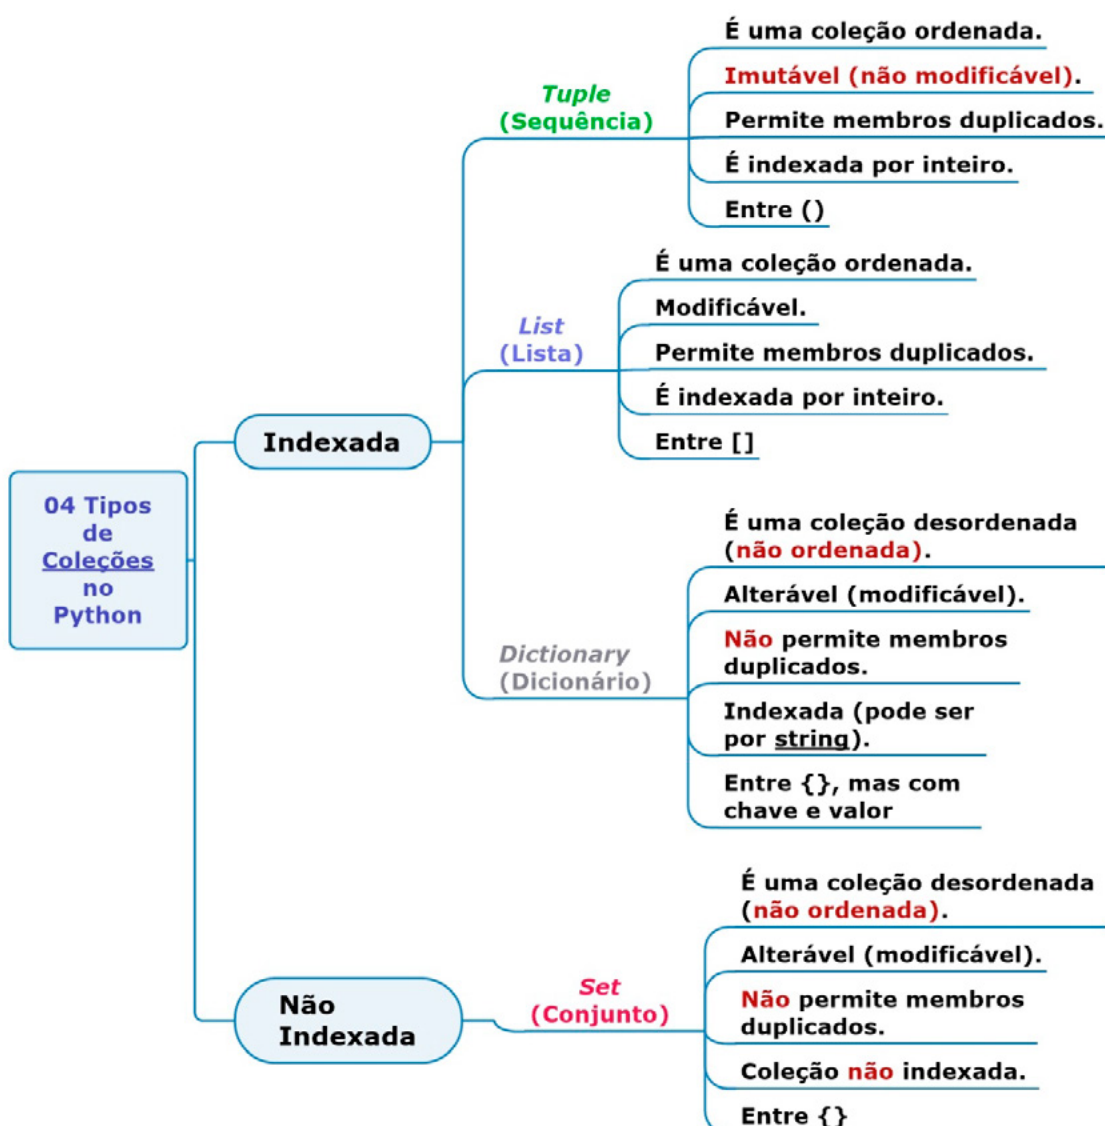 04 Tipos
de
Coleções
no
Python
Indexada
Tuple
(Sequência)
É uma coleção ordenada.
Imutável (não modificável).
Permite membros duplicados.
É indexada por inteiro.
Entre ()
List
(Lista)
É uma coleção ordenada.
Modificável.
Permite membros duplicados.
É indexada por inteiro.
Entre []
Dictionary
(Dicionário)
É uma coleção desordenada
(não ordenada).
Alterável (modificável).
Não permite membros
duplicados.
Indexada (pode ser
por string).
Entre {}, mas com
chave e valor
Não
Indexada
Set
(Conjunto)
É uma coleção desordenada
(não ordenada).
Alterável (modificável).
Não permite membros
duplicados.
Coleção não indexada.
Entre {}